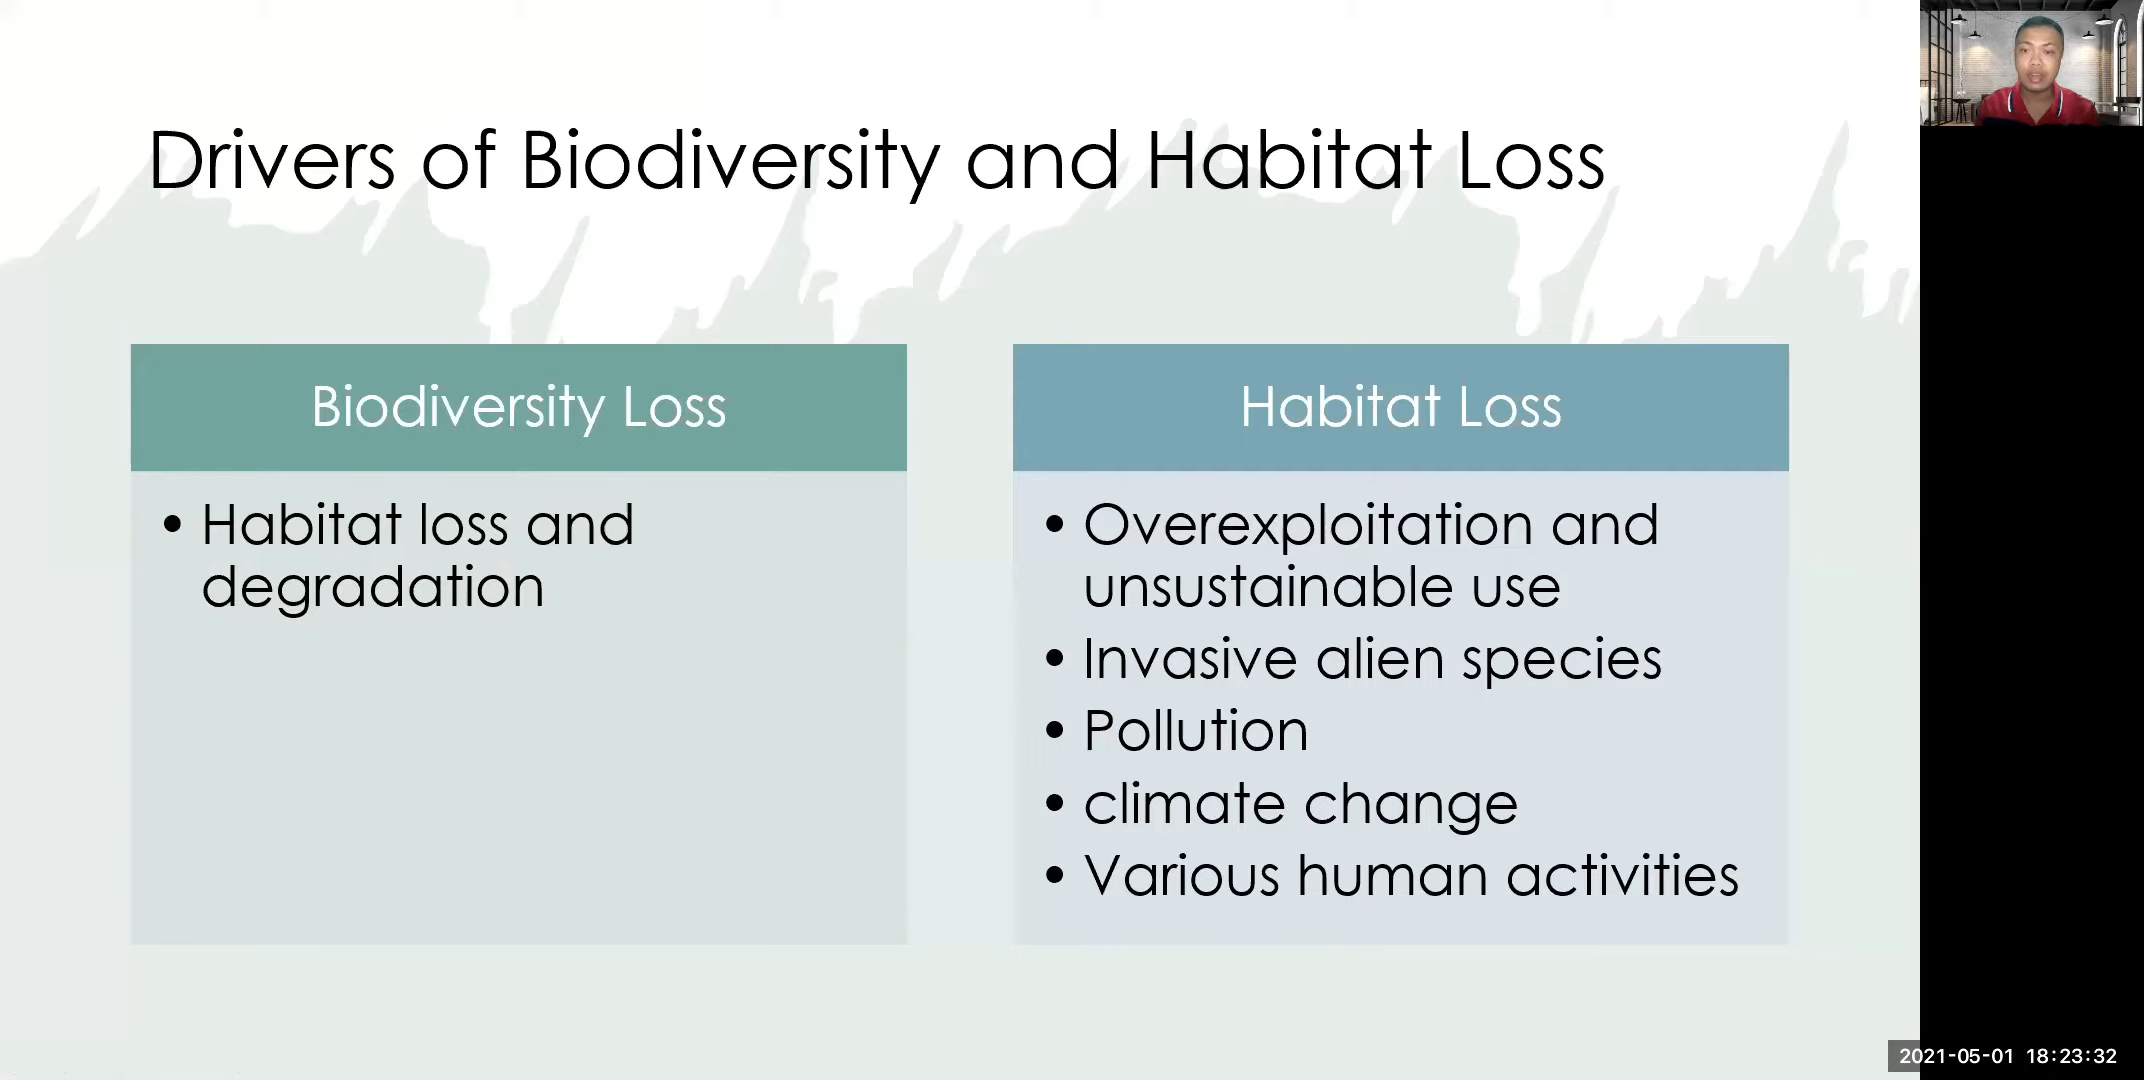 Drivers of Biodiversity and Habitat Loss
Biodiversity Loss
• Habitat loss and
degradation
Habitat Loss
• Overexploitation and
unsustainable use
• Invasive alien species
• Pollution
• climate change
• Various human activities
2021-05-01 18:23:32